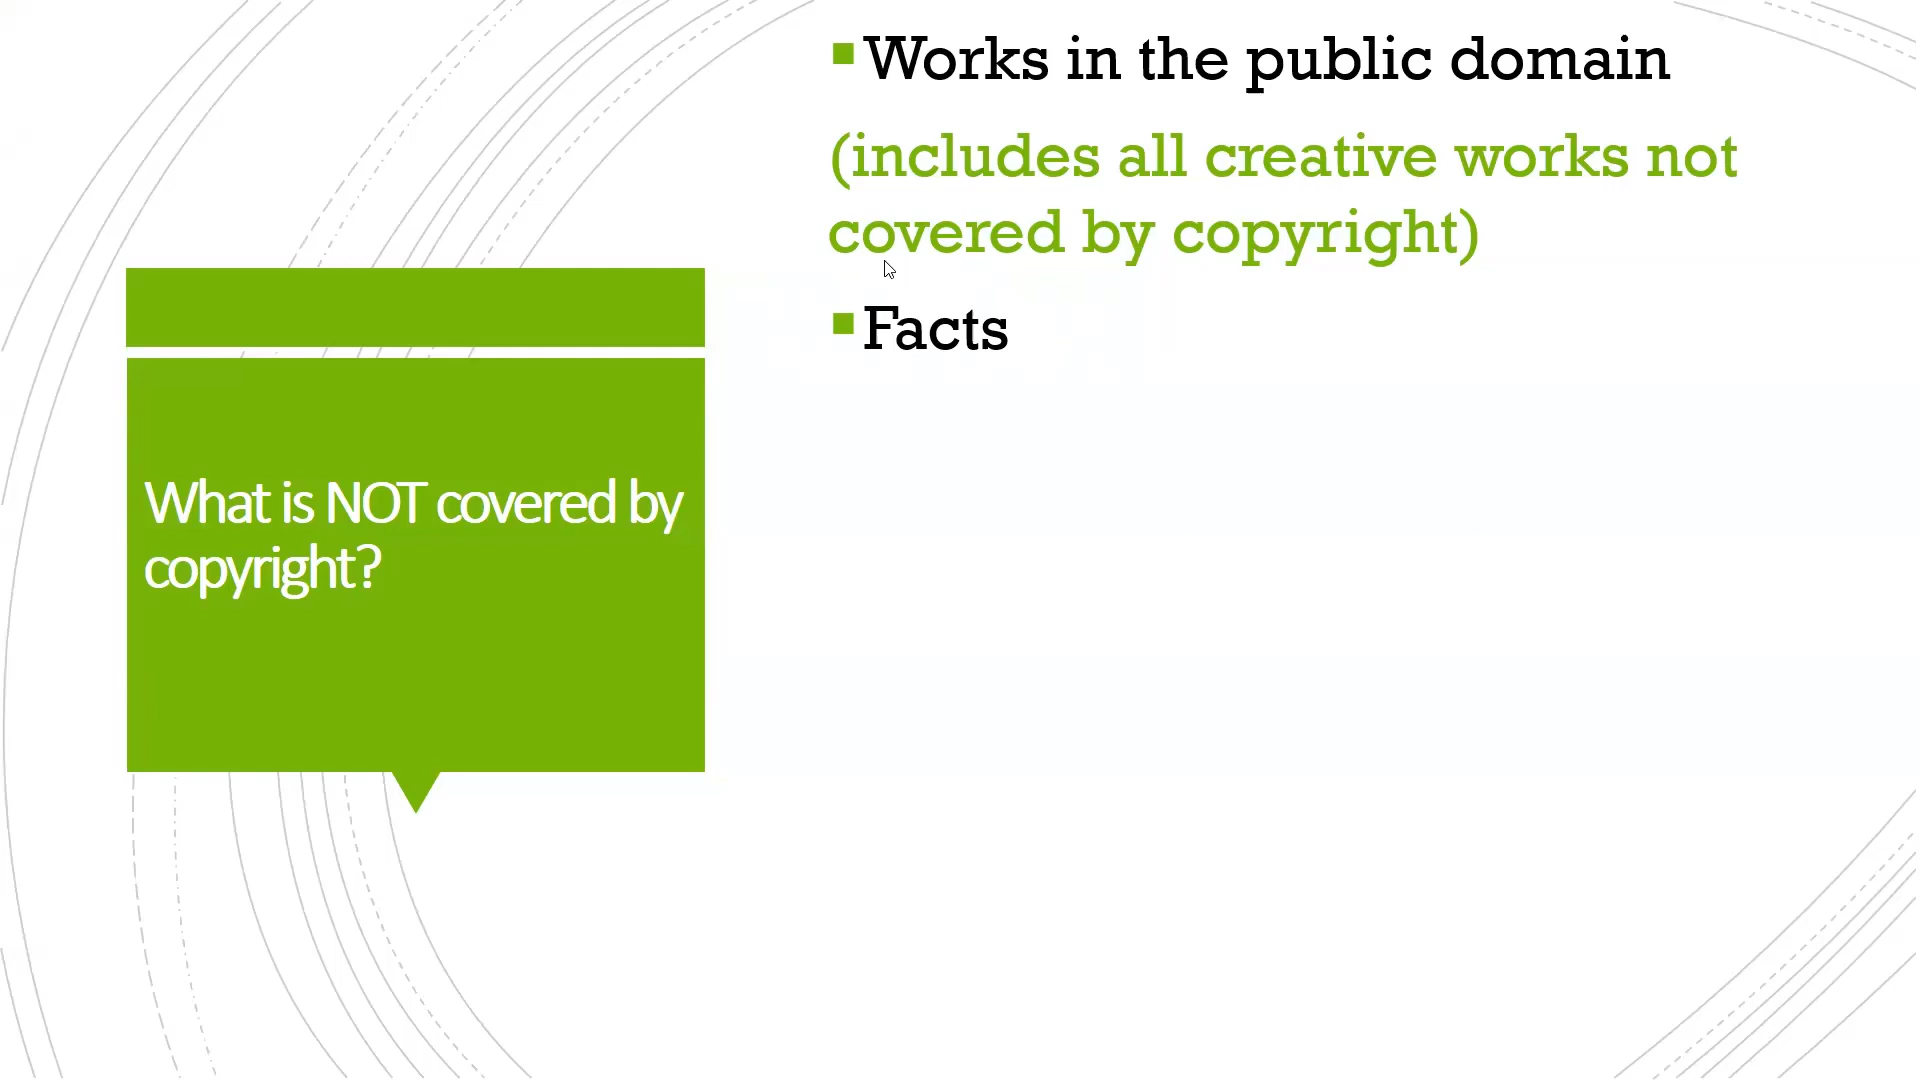 What is NOT covered by
copyright?
Works in the public domain
(includes all creative works not
covered by copyright)
Facts